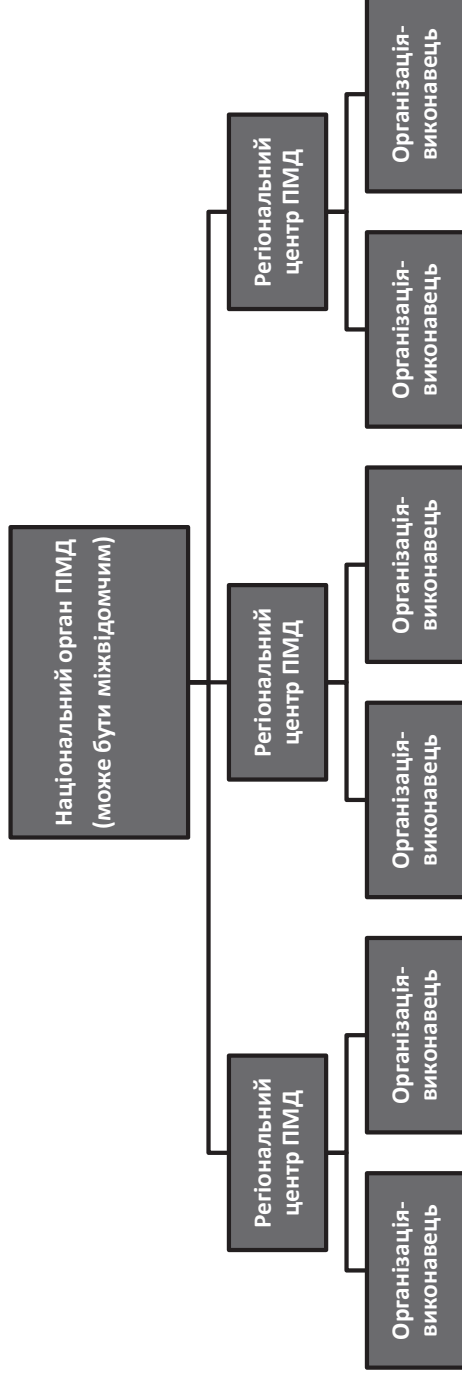 Національний орган ПМД
(може бути міжвідомчим)
Регіональний
центр ПМД
Регіональний
центр ПМД
Регіональний
центр ПМД
Організація-
виконавець
Організація-
виконавець
Організація-
виконавець
Організація-
виконавець
Організація-
виконавець
Організація-
виконавець